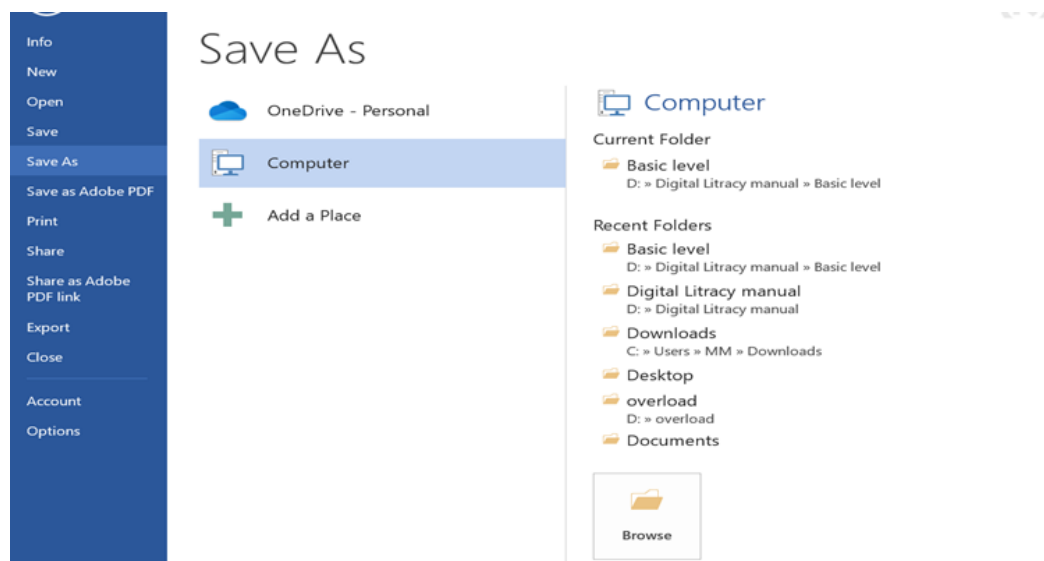 Info
New
Open
Save
Save As
Save as Adobe PDF
Print
Share
Share as Adobe
PDF link
Export
Close
Account
Options
Save As
OneDrive - Personal
Computer
Add a Place
Computer
Current Folder
Basic level
D: » Digital Litracy manual » Basic level
Recent Folders
Basic level
D: » Digital Litracy manual » Basic level
Digital Litracy manual
D: » Digital Litracy manual
Downloads
C: » Users » MM » Downloads
Desktop
overload
D: » overload
Documents
Browse